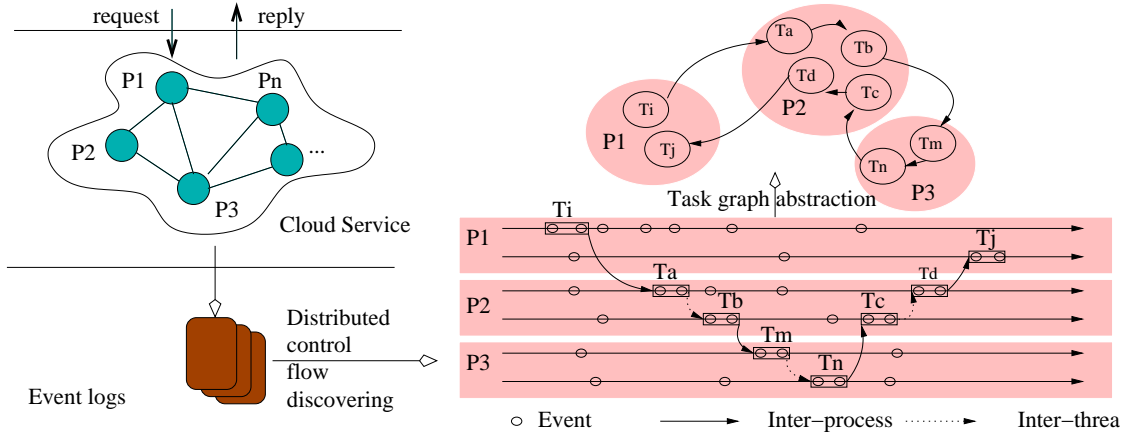 request
reply
P1
Pn
P2
...
P3
Cloud Service
Event logs
Distributed
control
flow
discovering
Ta
Tb
Td
Tc
P2
Ti
P1
Tj
Tm
Tn
P3
Task graph abstraction
Ti
P1
Tj
Ta
Td
P2
Tb
Tc
Tm
P3
Tn
Event
Inter−process
Inter−threa